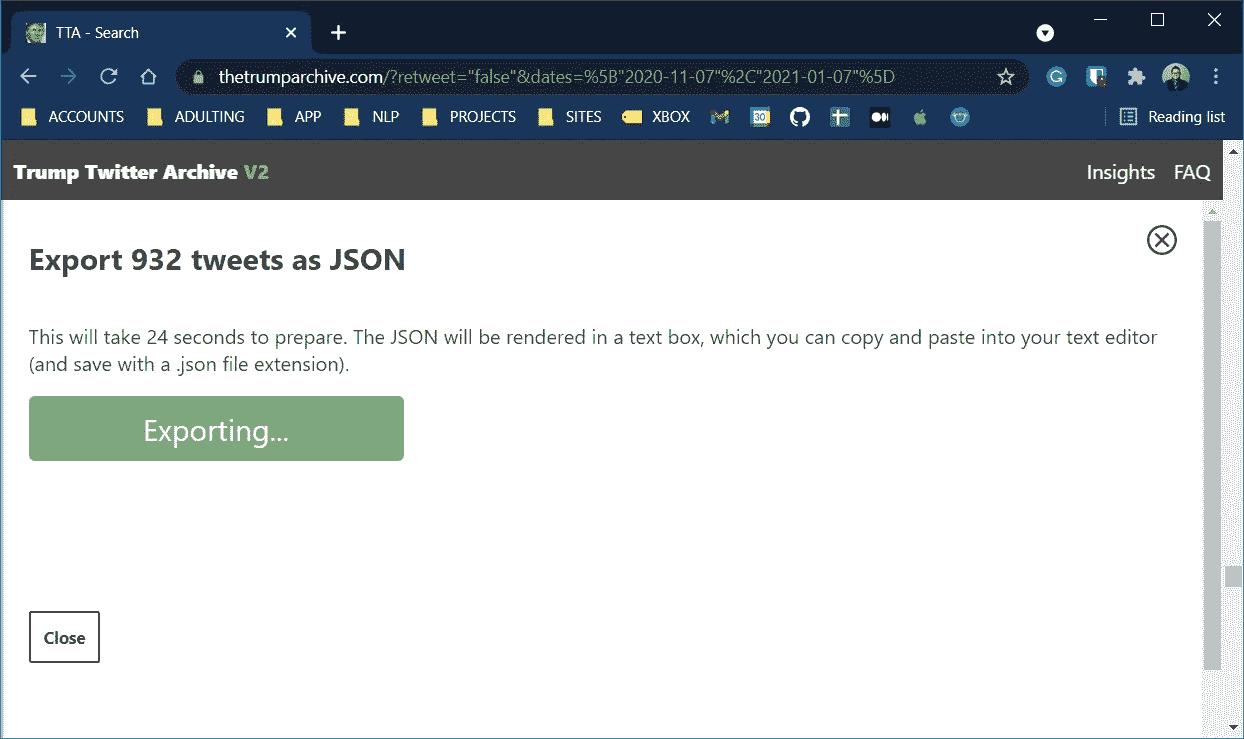 TTA - Search
thetrumparchive.com/?retweet="false"&dates=%5B"2020-11-07"%2C"2021-01-07"%5D
ACCOUNTS ADULTING APP NLP PROJECTS SITES XBOX 30 Reading list
Trump Twitter Archive V2 Insights FAQ
Export 932 tweets as JSON
This will take 24 seconds to prepare. The JSON will be rendered in a text box, which you can copy and paste into your text editor
(and save with a .json file extension).
Exporting...
Close